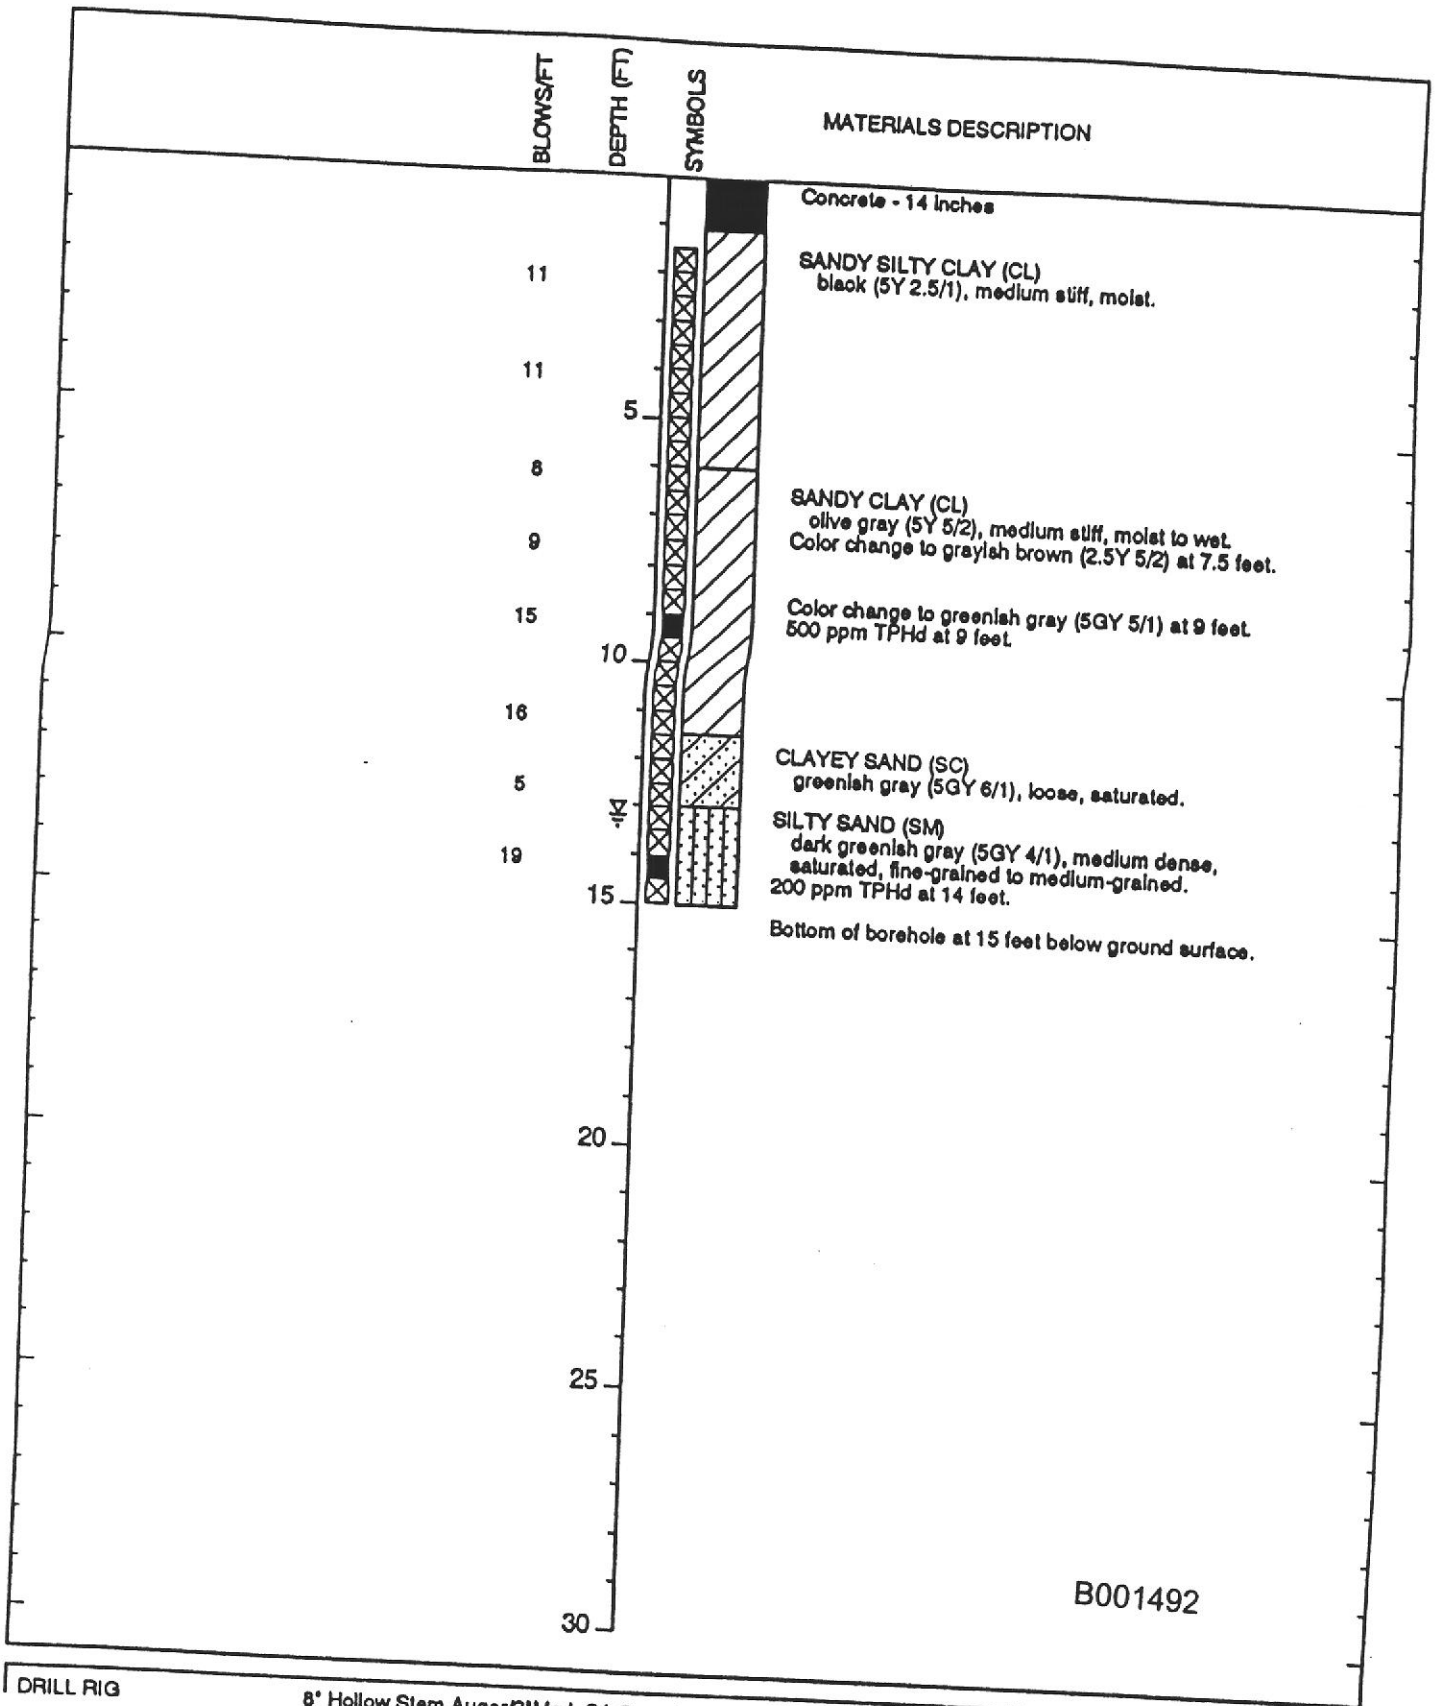 BLOWS/FT
DEPTH (FT)
SYMBOLS
MATERIALS DESCRIPTION
Concrete - 14 inches
11
SANDY SILTY CLAY (CL)
black (5Y 2.5/1), medium stiff, moist.
11
5
8
SANDY CLAY (CL)
olive gray (5Y 5/2), medium stiff, moist to wet.
9
Color change to grayish brown (2.5Y 5/2) at 7.5 feet.
15
Color change to greenish gray (5GY 5/1) at 9 feet.
500 ppm TPHd at 9 feet.
10
16
CLAYEY SAND (SC)
5
greenish gray (5GY 6/1), loose, saturated.
SILTY SAND (SM)
19
dark greenish gray (5GY 4/1), medium dense,
saturated, fine-grained to medium-grained.
15
200 ppm TPHd at 14 feet.
Bottom of borehole at 15 feet below ground surface.
20
25
30
B001492
DRILL RIG
8" Hollow Stem